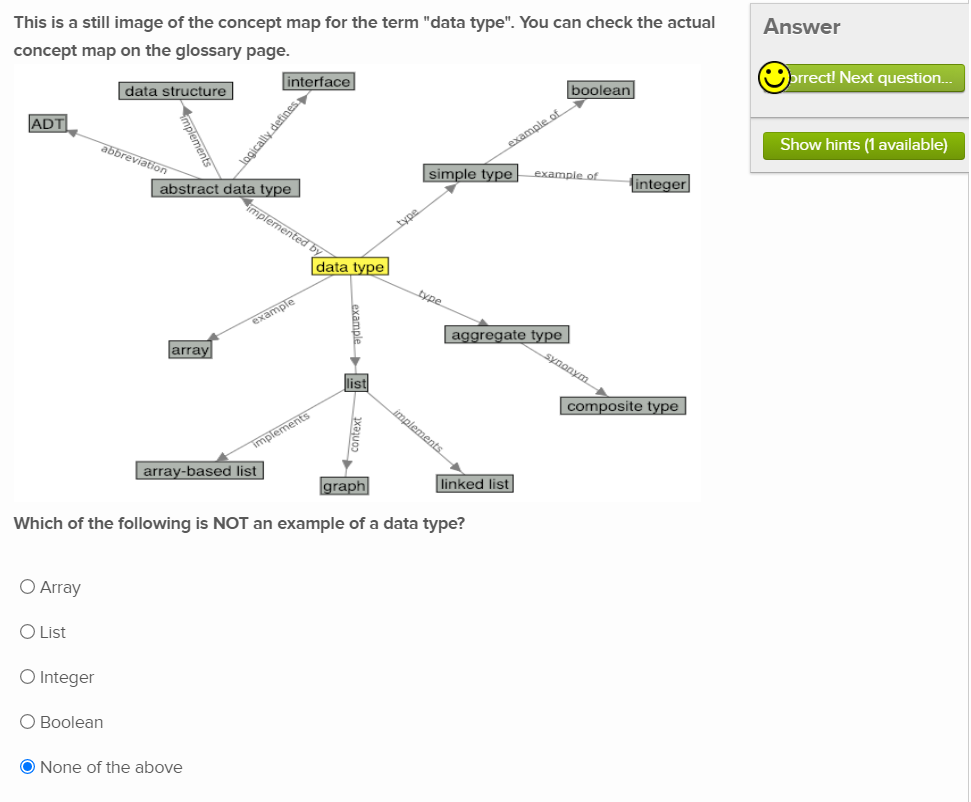 This is a still image of the concept map for the term "data type". You can check the actual
concept map on the glossary page.
data structure
interface
boolean
ADT
abbreviation
implements
logically defines
example of
simple type
example of
integer
abstract data type
implemented by
type
data type
example
example
type
array
aggregate type
synonym
list
composite type
implements
context
implements
array-based list
graph
linked list
Which of the following is NOT an example of a data type?
Array
List
Integer
Boolean
None of the above
Answer
orrect! Next question...
Show hints (1 available)